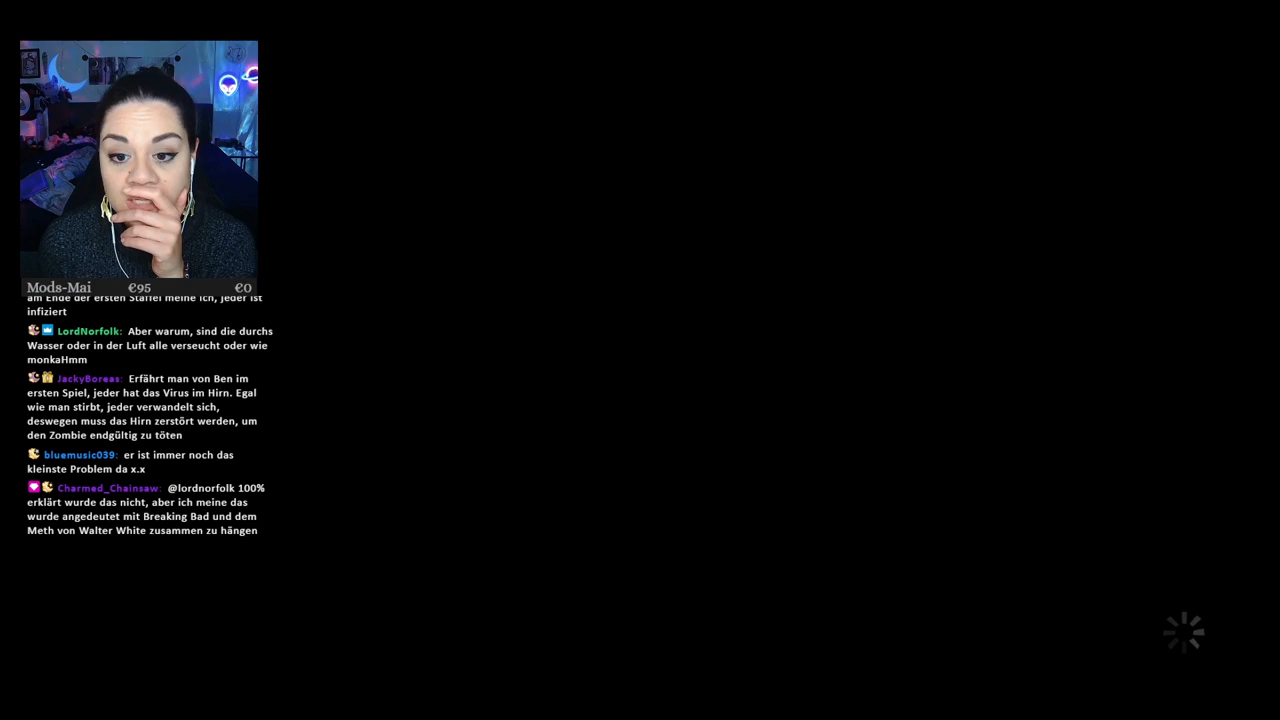 Mods-Mai €95 €0
am Ende der ersten Staffel meine ich, jeder ist
infiziert
LordNorfolk: Aber warum, sind die durchs
Wasser oder in der Luft alle verseucht oder wie
monkaHmm
JackyBoreas: Erfährt man von Ben im
ersten Spiel, jeder hat das Virus im Hirn. Egal
wie man stirbt, jeder verwandelt sich,
deswegen muss das Hirn zerstört werden, um
den Zombie endgültig zu töten
bluemusic039: er ist immer noch das
kleinste Problem da x.x
Charmed_Chainsaw: @lordnorfolk 100%
erklärt wurde das nicht, aber ich meine das
wurde angedeutet mit Breaking Bad und dem
Meth von Walter White zusammen zu hängen